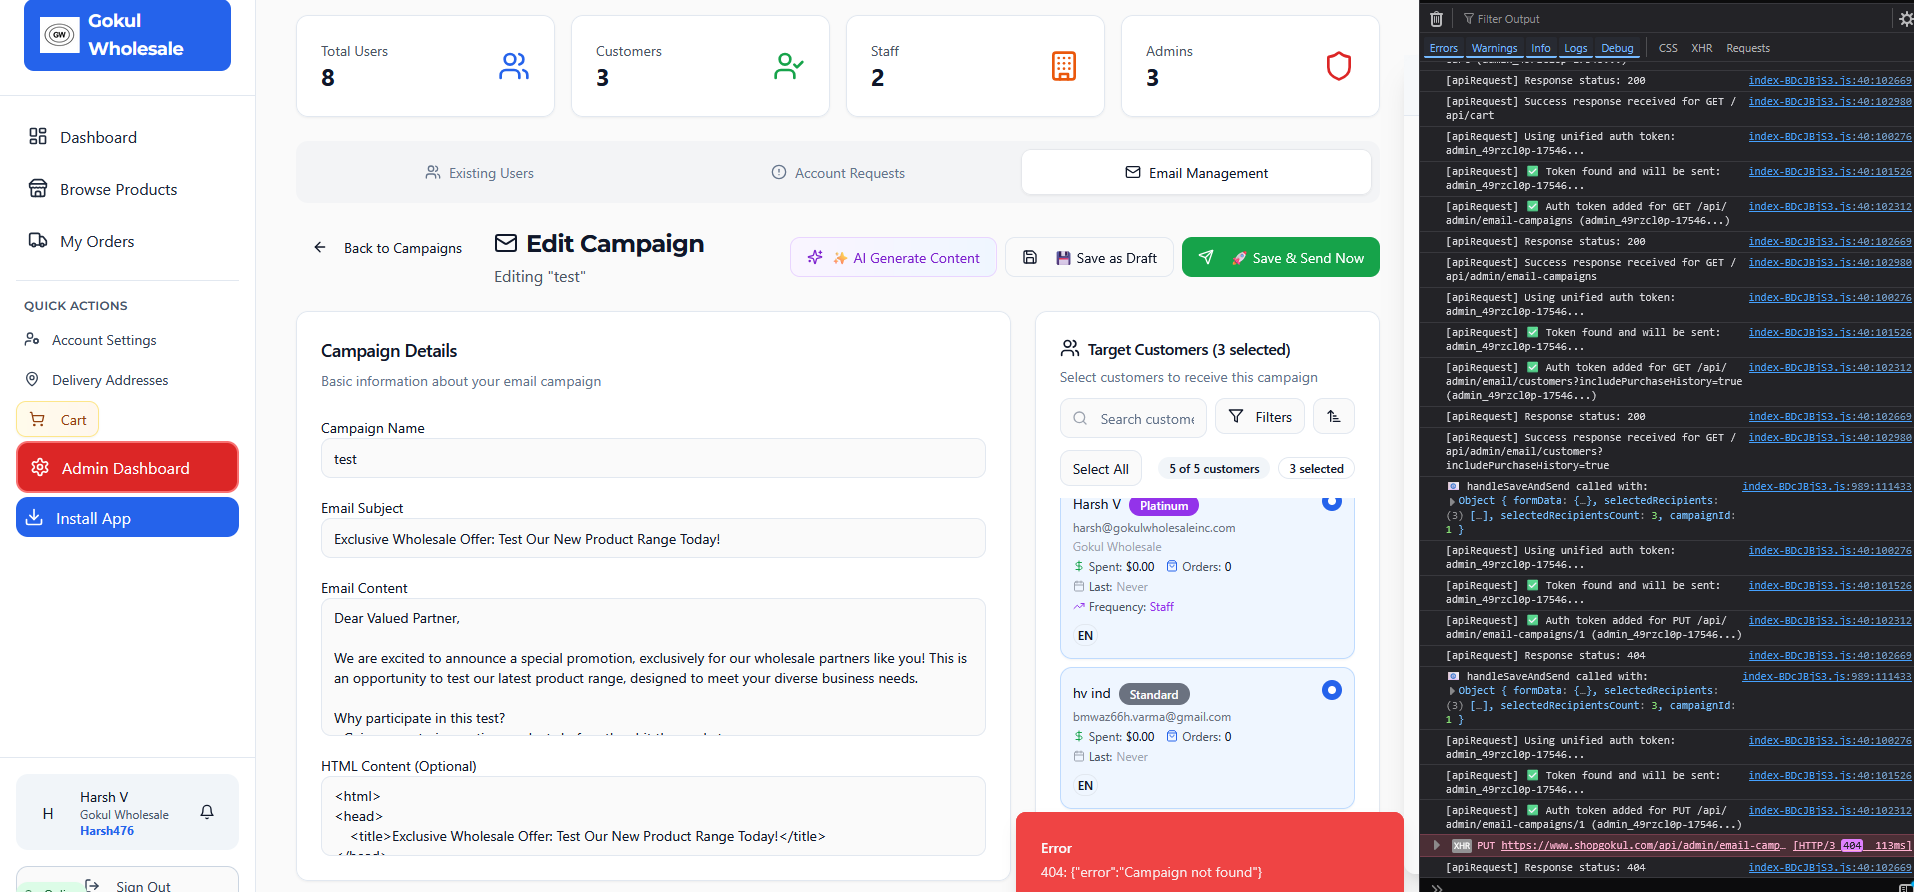 GW
Gokul
Wholesale
Dashboard
Browse Products
My Orders
QUICK ACTIONS
Account Settings
Delivery Addresses
Cart
Admin Dashboard
Install App
H
Harsh V
Gokul Wholesale
Harsh476
Sign Out
Total Users
8
Customers
3
Staff
2
Admins
3
Existing Users
Account Requests
Email Management
Back to Campaigns
Edit Campaign
Editing "test"
✨ AI Generate Content
💾 Save as Draft
🚀 Save & Send Now
Campaign Details
Basic information about your email campaign
Campaign Name
test
Email Subject
Exclusive Wholesale Offer: Test Our New Product Range Today!
Email Content
Dear Valued Partner,
We are excited to announce a special promotion, exclusively for our wholesale partners like you! This is
an opportunity to test our latest product range, designed to meet your diverse business needs.
Why participate in this test?
HTML Content (Optional)
<html>
<head>
<title>Exclusive Wholesale Offer: Test Our New Product Range Today!</title>
</head>
Target Customers (3 selected)
Select customers to receive this campaign
Search custome
Filters
Select All
5 of 5 customers
3 selected
Harsh V Platinum
harsh@gokulwholesaleinc.com
Gokul Wholesale
$ Spent: $0.00 Orders: 0
Last: Never
Frequency: Staff
EN
hv ind Standard
bmwaz66h.varma@gmail.com
$ Spent: $0.00 Orders: 0
Last: Never
EN
Error
404: {"error":"Campaign not found"}
Filter Output
Errors Warnings Info Logs Debug CSS XHR Requests
[apiRequest] Response status: 200 index-BDcJBjS3.js:40:102669
[apiRequest] Success response received for GET / index-BDcJBjS3.js:40:102980
api/cart
[apiRequest] Using unified auth token: index-BDcJBjS3.js:40:100276
admin_49rzcl0p-17546...
[apiRequest] ✅ Token found and will be sent: index-BDcJBjS3.js:40:101526
admin_49rzcl0p-17546...
[apiRequest] ✅ Auth token added for GET /api/ index-BDcJBjS3.js:40:102312
admin/email-campaigns (admin_49rzcl0p-17546...)
[apiRequest] Response status: 200 index-BDcJBjS3.js:40:102669
[apiRequest] Success response received for GET / index-BDcJBjS3.js:40:102980
api/admin/email-campaigns
[apiRequest] Using unified auth token: index-BDcJBjS3.js:40:100276
admin_49rzcl0p-17546...
[apiRequest] ✅ Token found and will be sent: index-BDcJBjS3.js:40:101526
admin_49rzcl0p-17546...
[apiRequest] ✅ Auth token added for GET /api/ index-BDcJBjS3.js:40:102312
admin/email/customers?includePurchaseHistory=true
(admin_49rzcl0p-17546...)
[apiRequest] Response status: 200 index-BDcJBjS3.js:40:102669
[apiRequest] Success response received for GET / index-BDcJBjS3.js:40:102980
api/admin/email/customers?
includePurchaseHistory=true
📧 handleSaveAndSend called with: index-BDcJBjS3.js:989:111433
Object { formData: {…}, selectedRecipients:
(3) […], selectedRecipientsCount: 3, campaignId:
1 }
[apiRequest] Using unified auth token: index-BDcJBjS3.js:40:100276
admin_49rzcl0p-17546...
[apiRequest] ✅ Token found and will be sent: index-BDcJBjS3.js:40:101526
admin_49rzcl0p-17546...
[apiRequest] ✅ Auth token added for PUT /api/ index-BDcJBjS3.js:40:102312
admin/email-campaigns/1 (admin_49rzcl0p-17546...)
[apiRequest] Response status: 404 index-BDcJBjS3.js:40:102669
📧 handleSaveAndSend called with: index-BDcJBjS3.js:989:111433
Object { formData: {…}, selectedRecipients:
(3) […], selectedRecipientsCount: 3, campaignId:
1 }
[apiRequest] Using unified auth token: index-BDcJBjS3.js:40:100276
admin_49rzcl0p-17546...
[apiRequest] ✅ Token found and will be sent: index-BDcJBjS3.js:40:101526
admin_49rzcl0p-17546...
[apiRequest] ✅ Auth token added for PUT /api/ index-BDcJBjS3.js:40:102312
admin/email-campaigns/1 (admin_49rzcl0p-17546...)
XHR PUT https://www.shopgokul.com/api/admin/email-camp… [HTTP/3 404 113ms]
[apiRequest] Response status: 404 index-BDcJBjS3.js:40:102669